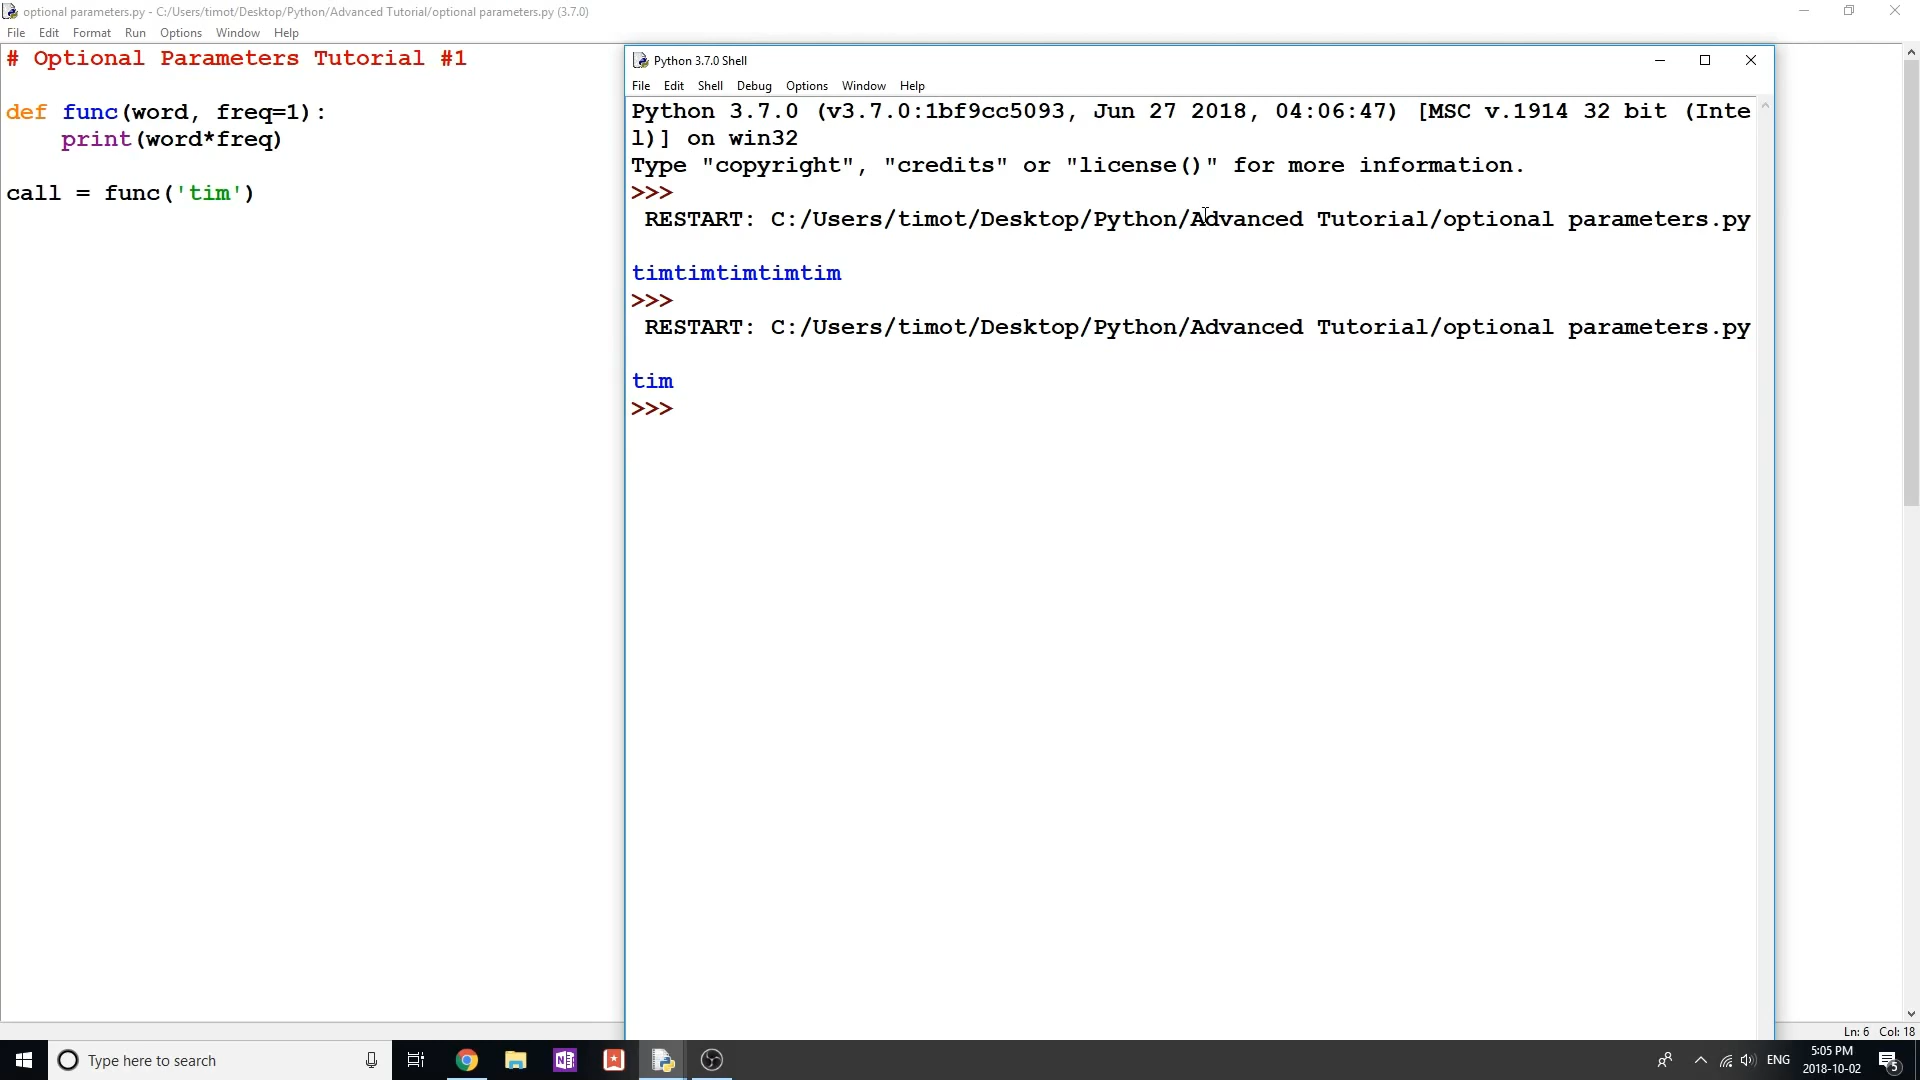 optional parameters.py - C:/Users/timot/Desktop/Python/Advanced Tutorial/optional parameters.py (3.7.0)
File Edit Format Run Options Window Help
# Optional Parameters Tutorial #1
def func(word, freq=1):
    print(word*freq)
call = func('tim')
Python 3.7.0 Shell
File Edit Shell Debug Options Window Help
Python 3.7.0 (v3.7.0:1bf9cc5093, Jun 27 2018, 04:06:47) [MSC v.1914 32 bit (Inte
l)] on win32
Type "copyright", "credits" or "license()" for more information.
>>>
RESTART: C:/Users/timot/Desktop/Python/Advanced Tutorial/optional parameters.py
timtimtimtimtim
>>>
RESTART: C:/Users/timot/Desktop/Python/Advanced Tutorial/optional parameters.py
tim
>>>
Ln: 6 Col: 18
Type here to search
N
ENG
5:05 PM
2018-10-02
5